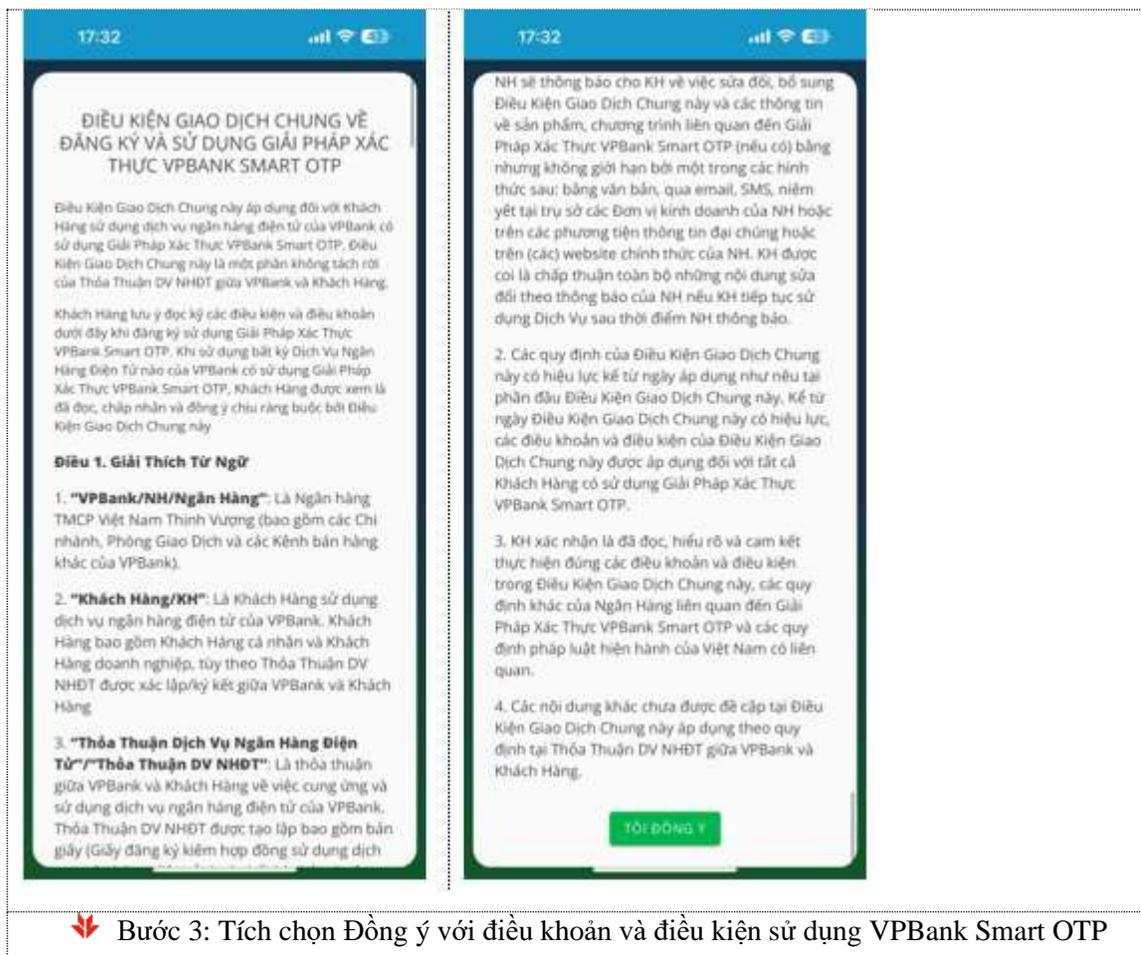 17:32
ĐIỀU KIỆN GIAO DỊCH CHUNG VỀ
ĐĂNG KÝ VÀ SỬ DỤNG GIẢI PHÁP XÁC
THỰC VPBANK SMART OTP
Điều Kiện Giao Dịch Chung này áp dụng đối với Khách
Hàng sử dụng dịch vụ ngân hàng điện tử của VPBank có
sử dụng Giải Pháp Xác Thực VPBank Smart OTP. Điều
Kiện Giao Dịch Chung này là một phần không tách rời
của Thỏa Thuận DV NHĐT giữa VPBank và Khách Hàng.
Khách Hàng lưu ý đọc kỹ các điều kiện và điều khoản
dưới đây khi đăng ký sử dụng Giải Pháp Xác Thực
VPBank Smart OTP. Khi sử dụng bất kỳ Dịch Vụ Ngân
Hàng Điện Tử nào của VPBank có sử dụng Giải Pháp
Xác Thực VPBank Smart OTP, Khách Hàng được xem là
đã đọc, chấp nhận và đồng ý chịu ràng buộc bởi Điều
Kiện Giao Dịch Chung này
Điều 1. Giải Thích Từ Ngữ
1. "VPBank/NH/Ngân Hàng": Là Ngân hàng
TMCP Việt Nam Thịnh Vượng (bao gồm các Chi
nhánh, Phòng Giao Dịch và các Kênh bán hàng
khác của VPBank).
2. "Khách Hàng/KH": Là Khách Hàng sử dụng
dịch vụ ngân hàng điện tử của VPBank. Khách
Hàng bao gồm Khách Hàng cá nhân và Khách
Hàng doanh nghiệp, tùy theo Thỏa Thuận DV
NHĐT được xác lập/ký kết giữa VPBank và Khách
Hàng
3. "Thỏa Thuận Dịch Vụ Ngân Hàng Điện
Tử"/"Thỏa Thuận DV NHĐT": Là thỏa thuận
giữa VPBank và Khách Hàng về việc cung ứng và
sử dụng dịch vụ ngân hàng điện tử của VPBank.
Thỏa Thuận DV NHĐT được tạo lập bao gồm bản
giấy (Giấy đăng ký kiêm hợp đồng sử dụng dịch
17:32
NH sẽ thông báo cho KH về việc sửa đổi, bổ sung
Điều Kiện Giao Dịch Chung này và các thông tin
về sản phẩm, chương trình liên quan đến Giải
Pháp Xác Thực VPBank Smart OTP (nếu có) bằng
nhưng không giới hạn bởi một trong các hình
thức sau: bằng văn bản, qua email, SMS, niêm
yết tại trụ sở các Đơn vị kinh doanh của NH hoặc
trên các phương tiện thông tin đại chúng hoặc
trên (các) website chính thức của NH. KH được
coi là chấp thuận toàn bộ những nội dung sửa
đổi theo thông báo của NH nếu KH tiếp tục sử
dụng Dịch Vụ sau thời điểm NH thông báo.
2. Các quy định của Điều Kiện Giao Dịch Chung
này có hiệu lực kể từ ngày áp dụng như nêu tại
phần đầu Điều Kiện Giao Dịch Chung này. Kể từ
ngày Điều Kiện Giao Dịch Chung này có hiệu lực,
các điều khoản và điều kiện của Điều Kiện Giao
Dịch Chung này được áp dụng đối với tất cả
Khách Hàng có sử dụng Giải Pháp Xác Thực
VPBank Smart OTP.
3. KH xác nhận là đã đọc, hiểu rõ và cam kết
thực hiện đúng các điều khoản và điều kiện
trong Điều Kiện Giao Dịch Chung này, các quy
định khác của Ngân Hàng liên quan đến Giải
Pháp Xác Thực VPBank Smart OTP và các quy
định pháp luật hiện hành của Việt Nam có liên
quan.
4. Các nội dung khác chưa được đề cập tại Điều
Kiện Giao Dịch Chung này áp dụng theo quy
định tại Thỏa Thuận DV NHĐT giữa VPBank và
Khách Hàng.
TÔI ĐỒNG Ý
Bước 3: Tích chọn Đồng ý với điều khoản và điều kiện sử dụng VPBank Smart OTP